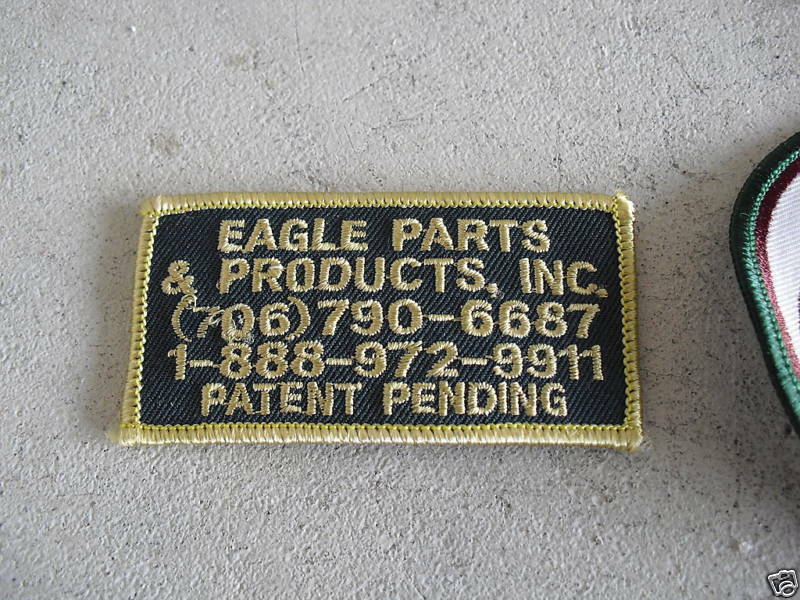 EAGLE PARTS
& PRODUCTS, INC.
(706)790-6687
1-888-972-9911
PATENT PENDING